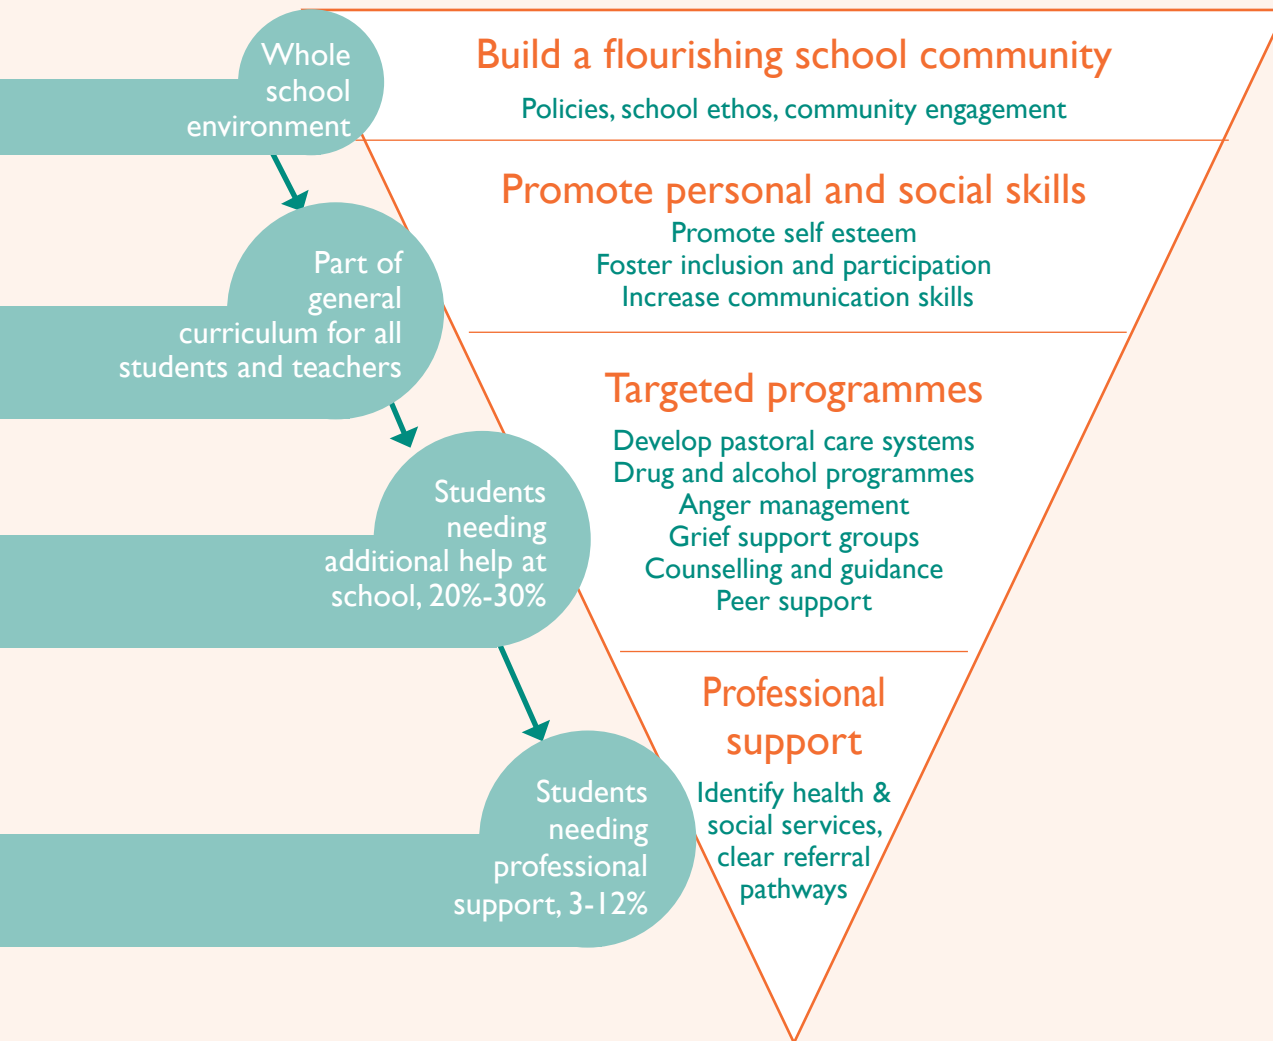 Whole
school
environment
Build a flourishing school community
Policies, school ethos, community engagement
Part of
general
curriculum for all
students and teachers
Promote personal and social skills
Promote self esteem
Foster inclusion and participation
Increase communication skills
Students
needing
additional help at
school, 20%-30%
Targeted programmes
Develop pastoral care systems
Drug and alcohol programmes
Anger management
Grief support groups
Counselling and guidance
Peer support
Students
needing
professional
support, 3-12%
Professional
support
Identify health &
social services,
clear referral
pathways